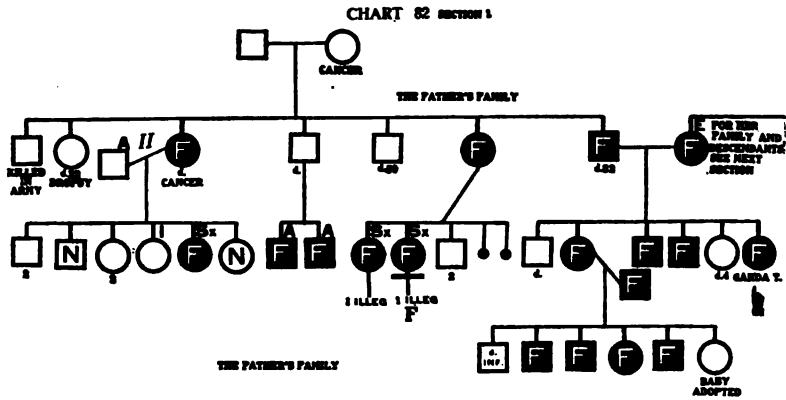 CHART 82 SECTION 1
CANCER
THE FATHER'S FAMILY
A II F F F E FOR HER
FAMILY AND
DESCENDANTS
SEE NEXT
SECTION
KILLED
IN
ARMY
DROPSY
d.
CANCER
d.
d.50
d.52
1 Sx A A Sx Sx
N F N F F F F F F F F
2 3 2 d. d.4 GANDA T.
F
1 ILLEG 1 ILLEG
F
d.
INF. F F F F
BABY
ADOPTED
THE FATHER'S FAMILY